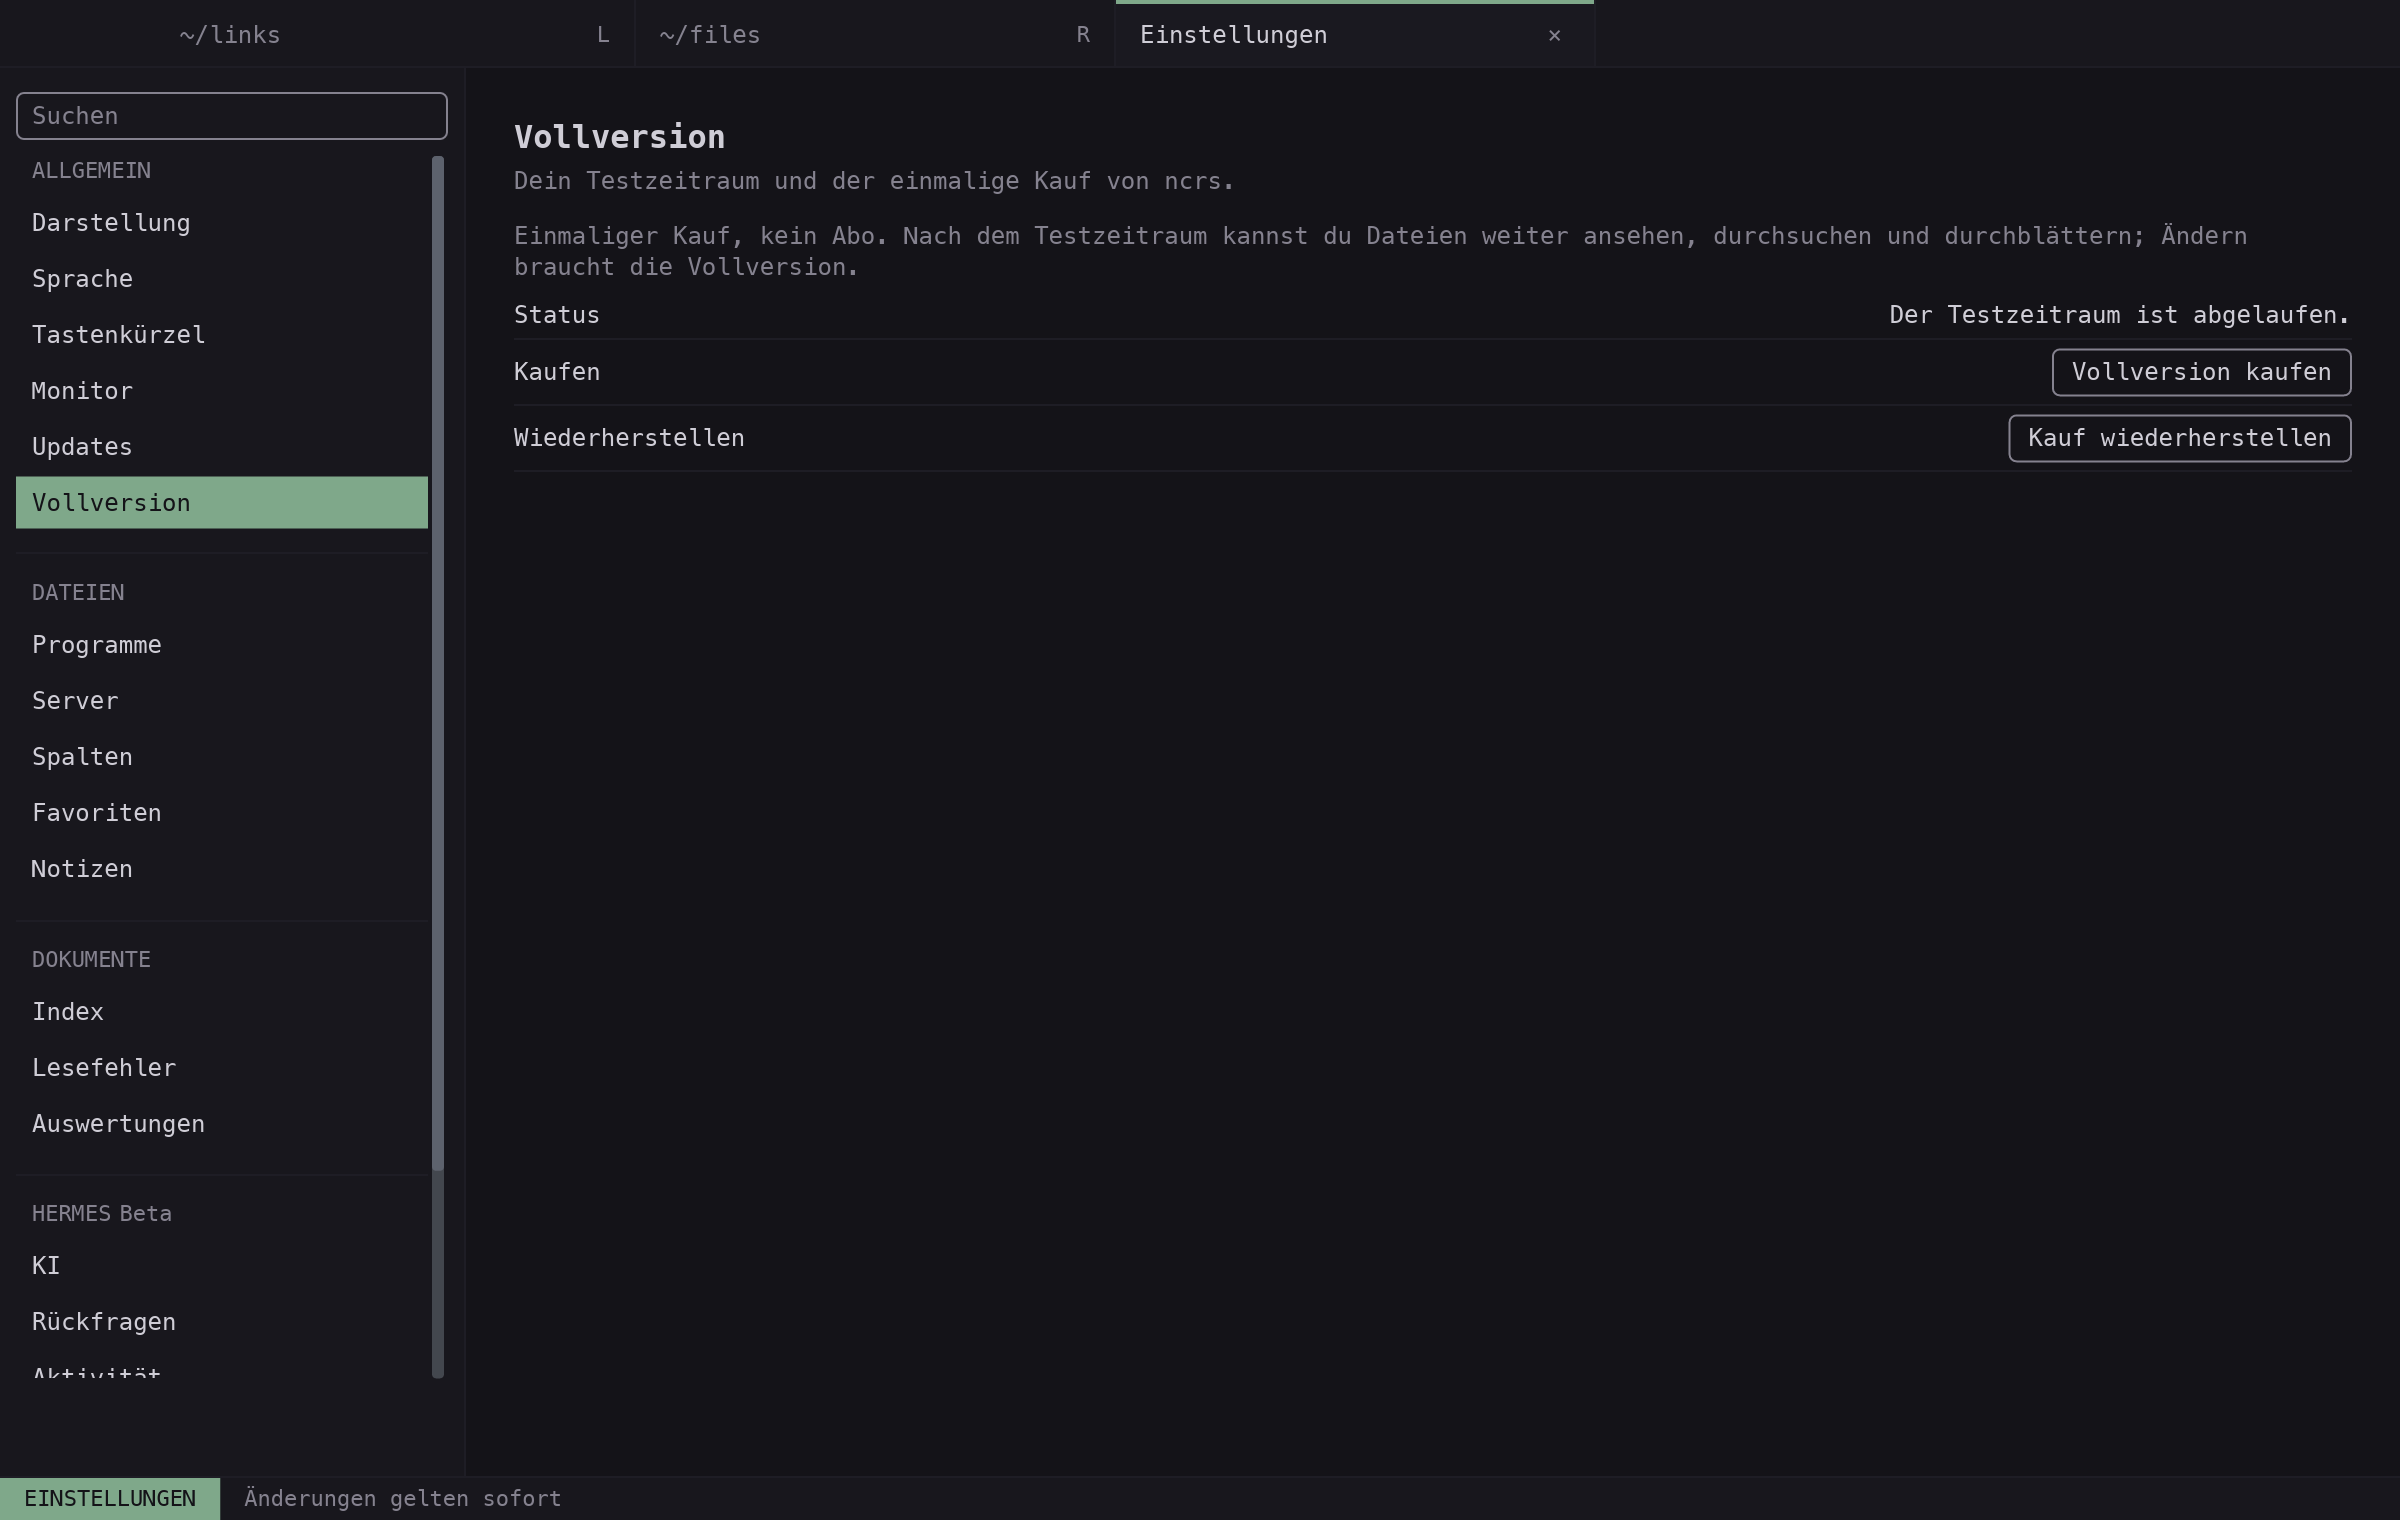 ~/links L ~/files R Einstellungen ×
Suchen
ALLGEMEIN
Darstellung
Sprache
Tastenkürzel
Monitor
Updates
Vollversion
DATEIEN
Programme
Server
Spalten
Favoriten
Notizen
DOKUMENTE
Index
Lesefehler
Auswertungen
HERMES Beta
KI
Rückfragen
Aktivität
Vollversion
Dein Testzeitraum und der einmalige Kauf von ncrs.
Einmaliger Kauf, kein Abo. Nach dem Testzeitraum kannst du Dateien weiter ansehen, durchsuchen und durchblättern; Ändern
braucht die Vollversion.
Status Der Testzeitraum ist abgelaufen.
Kaufen Vollversion kaufen
Wiederherstellen Kauf wiederherstellen
EINSTELLUNGEN Änderungen gelten sofort